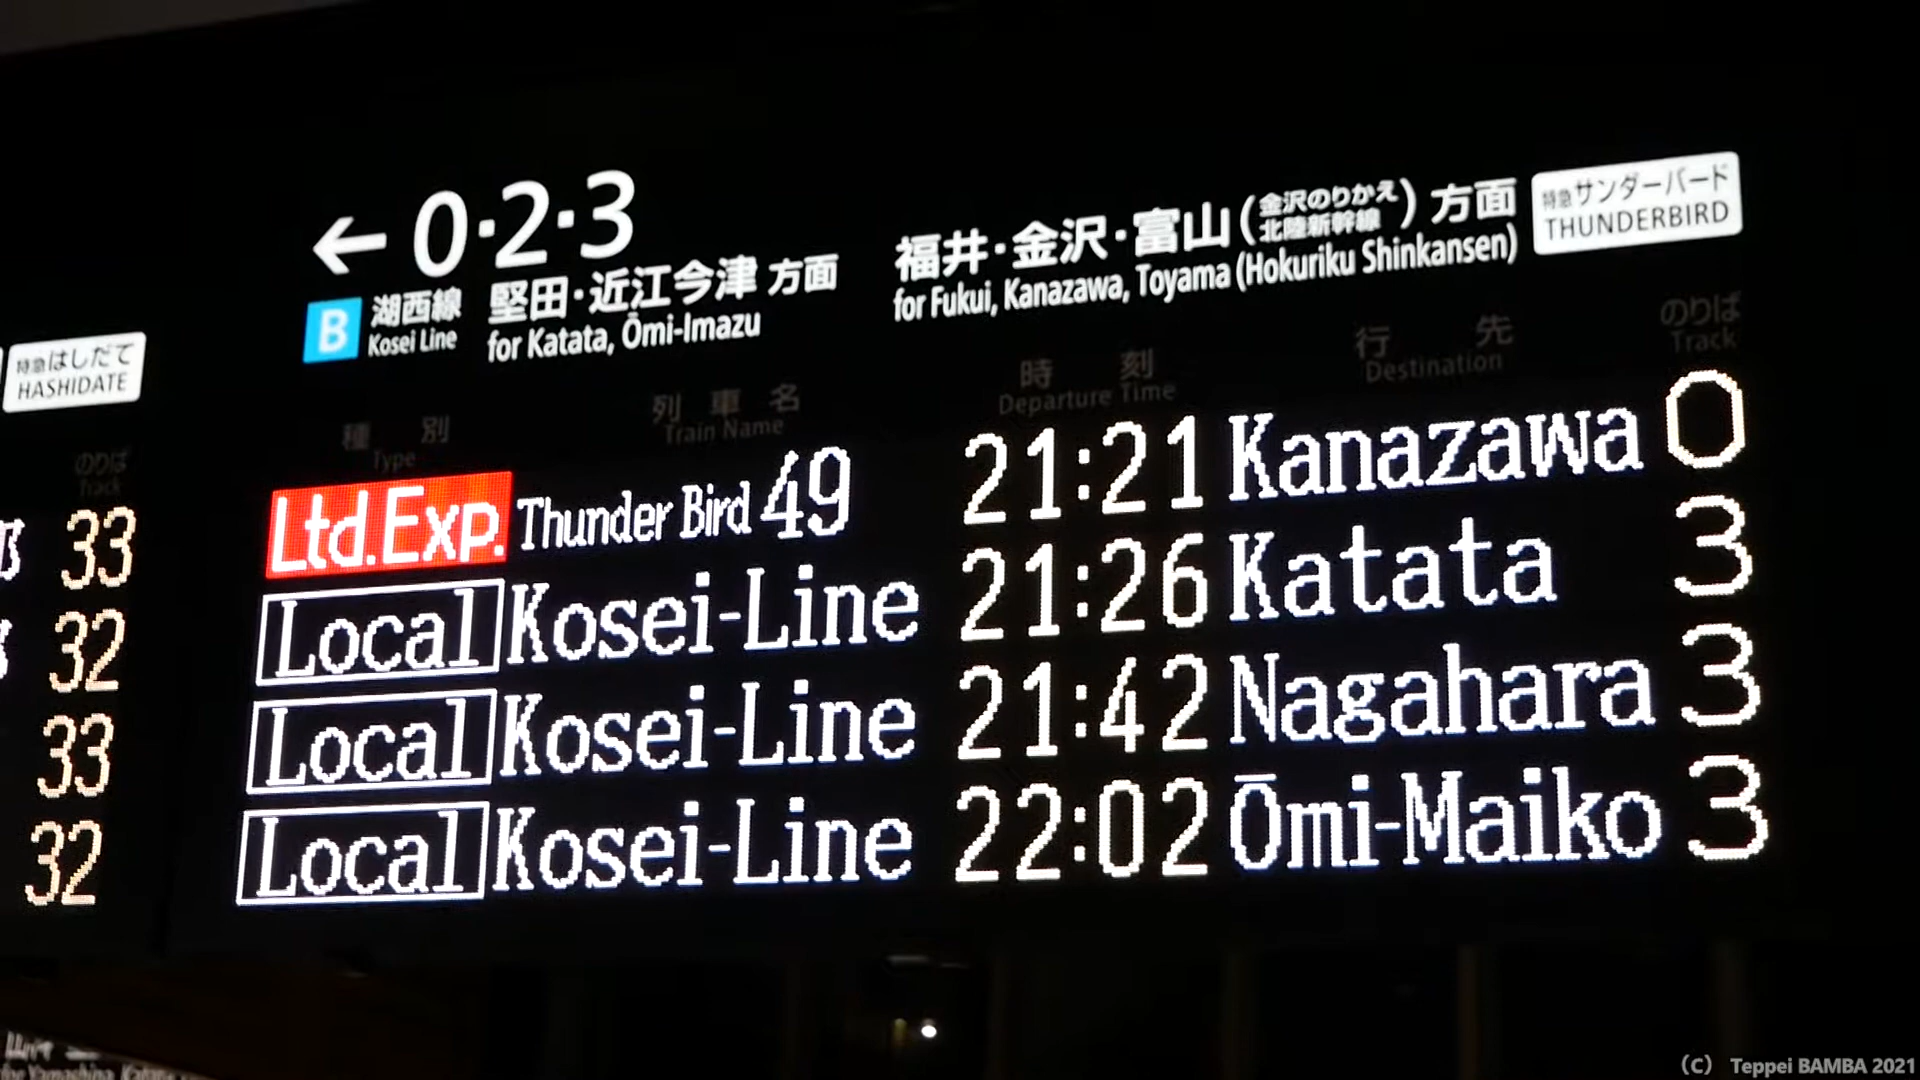 ← 0・2・3
B 湖西線 堅田・近江今津 方面
Kosei Line for Katata, Ōmi-Imazu
福井・金沢・富山(金沢のりかえ北陸新幹線)方面
for Fukui, Kanazawa, Toyama (Hokuriku Shinkansen)
特急サンダーバード
THUNDERBIRD
特急はしだて
HASHIDATE
のりば
Track
33
32
33
32
種別 列車名 時刻 行先 のりば
Type Train Name Departure Time Destination Track
Ltd.Exp. Thunder Bird 49 21:21 Kanazawa 0
Local Kosei-Line 21:26 Katata 3
Local Kosei-Line 21:42 Nagahara 3
Local Kosei-Line 22:02 Ōmi-Maiko 3
for Yamashina, Katata
(C) Teppei BAMBA 2021